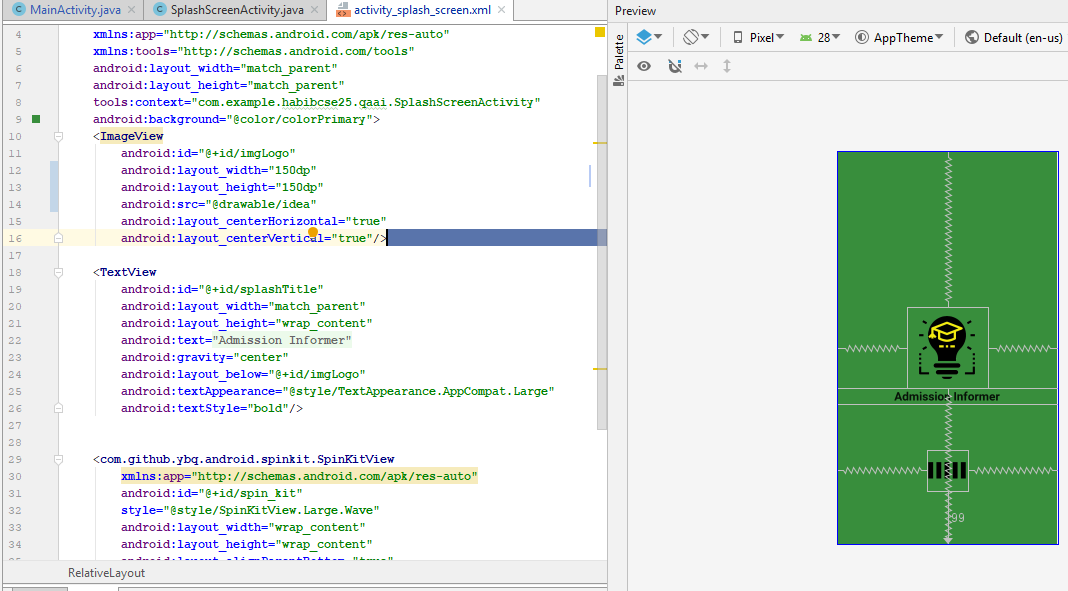 MainActivity.java
SplashScreenActivity.java
activity_splash_screen.xml
Preview
Palette
Pixel
28
AppTheme
Default (en-us)
4 xmlns:app="http://schemas.android.com/apk/res-auto"
5 xmlns:tools="http://schemas.android.com/tools"
6 android:layout_width="match_parent"
7 android:layout_height="match_parent"
8 tools:context="com.example.habibcse25.qaai.SplashScreenActivity"
9 android:background="@color/colorPrimary">
10 <ImageView
11 android:id="@+id/imgLogo"
12 android:layout_width="150dp"
13 android:layout_height="150dp"
14 android:src="@drawable/idea"
15 android:layout_centerHorizontal="true"
16 android:layout_centerVertical="true"/>
17
18 <TextView
19 android:id="@+id/splashTitle"
20 android:layout_width="match_parent"
21 android:layout_height="wrap_content"
22 android:text="Admission Informer"
23 android:gravity="center"
24 android:layout_below="@+id/imgLogo"
25 android:textAppearance="@style/TextAppearance.AppCompat.Large"
26 android:textStyle="bold"/>
27
28
29 <com.github.ybq.android.spinkit.SpinKitView
30 xmlns:app="http://schemas.android.com/apk/res-auto"
31 android:id="@+id/spin_kit"
32 style="@style/SpinKitView.Large.Wave"
33 android:layout_width="wrap_content"
34 android:layout_height="wrap_content"
android:layout_alignParentBottom="true"
RelativeLayout
Admission Informer
99